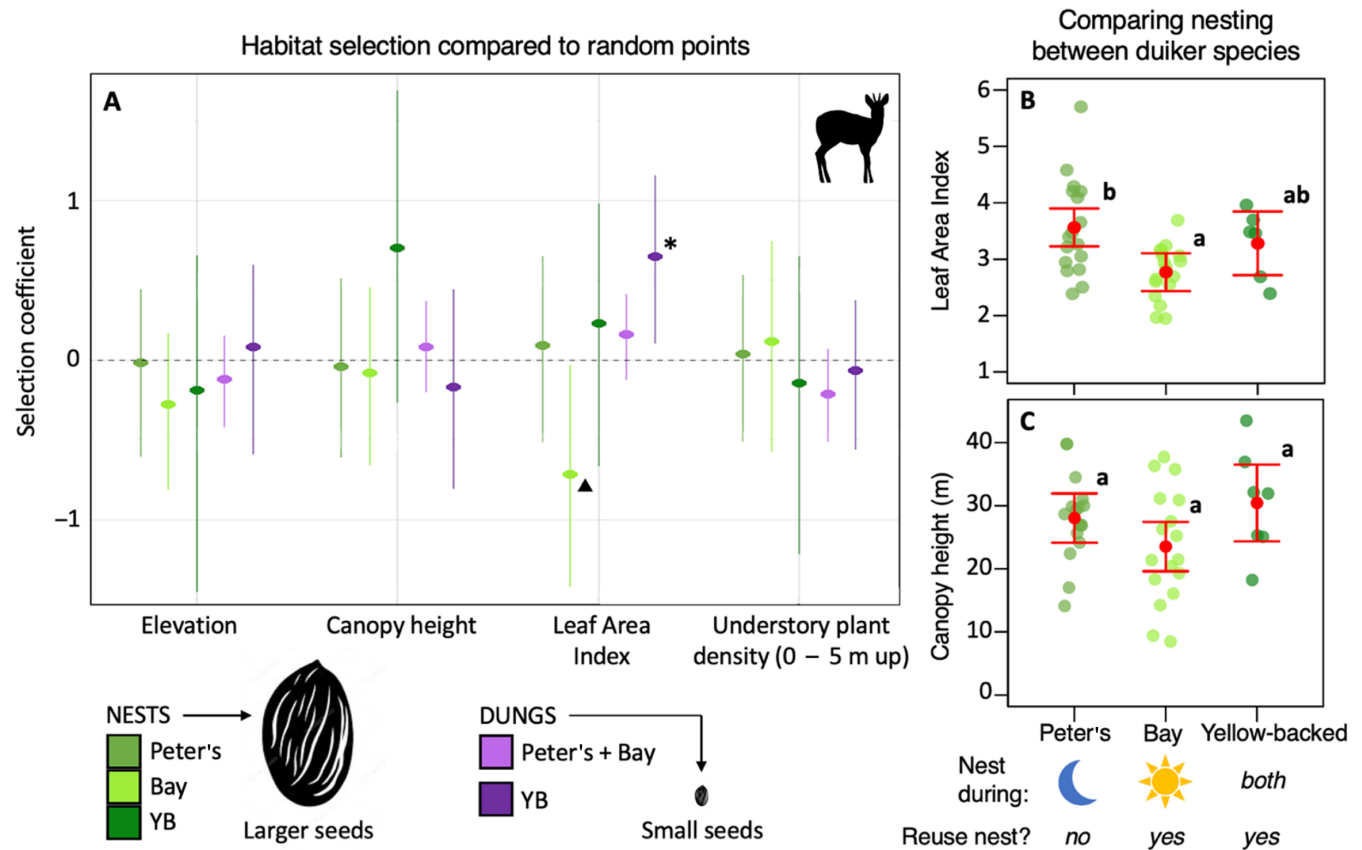 Habitat selection compared to random points
A
Selection coefficient
1
0
−1
*
▲
Elevation
Canopy height
Leaf Area
Index
Understory plant
density (0 – 5 m up)
NESTS
Peter's
Bay
YB
Larger seeds
DUNGS
Peter's + Bay
YB
Small seeds
Comparing nesting
between duiker species
B
Leaf Area Index
6
5
4
3
2
1
b
a
ab
C
Canopy height (m)
40
30
20
10
0
a
a
a
Peter's Bay Yellow-backed
Nest
during:
both
Reuse nest? no yes yes